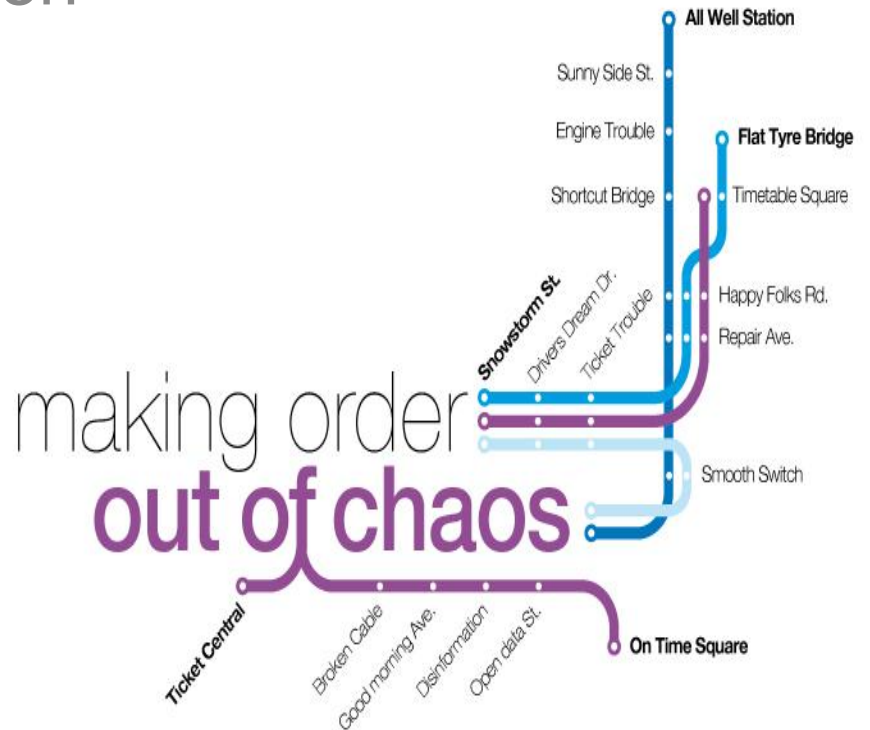 All Well Station
Sunny Side St.
Engine Trouble
Flat Tyre Bridge
Shortcut Bridge
Timetable Square
Snowstorm St.
Drivers Dream Dr.
Ticket Trouble
Happy Folks Rd.
Repair Ave.
making order
out of chaos
Smooth Switch
Ticket Central
Broken Cable
Good morning Ave.
Disinformation
Open data St.
On Time Square